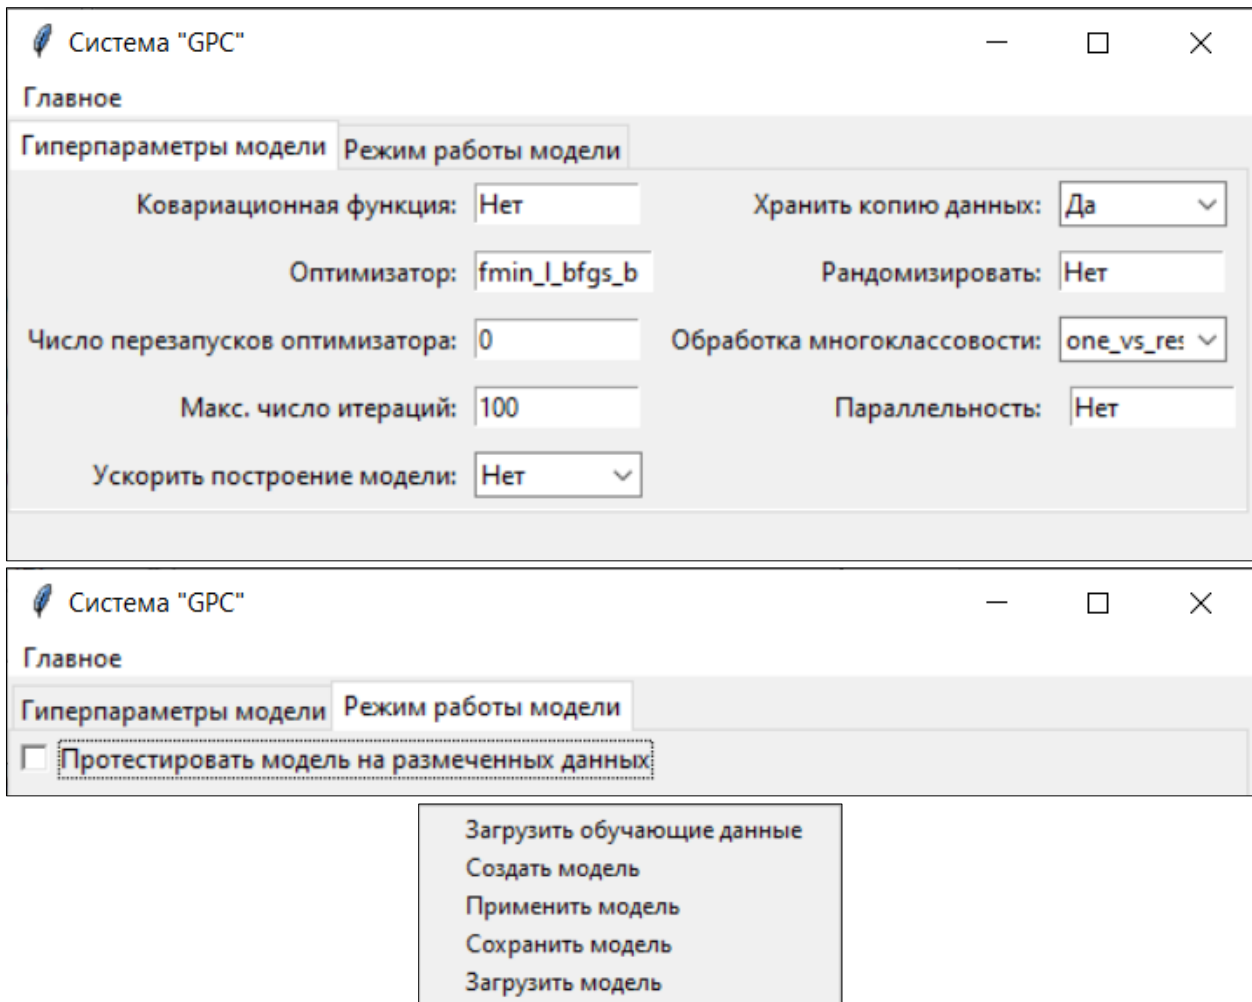 Система "GPC"
Главное
Гиперпараметры модели Режим работы модели
Ковариационная функция: Нет Хранить копию данных: Да
Оптимизатор: fmin_l_bfgs_b Рандомизировать: Нет
Число перезапусков оптимизатора: 0 Обработка многоклассовости: one_vs_res
Макс. число итераций: 100 Параллельность: Нет
Ускорить построение модели: Нет
Система "GPC"
Главное
Гиперпараметры модели Режим работы модели
Протестировать модель на размеченных данных
Загрузить обучающие данные
Создать модель
Применить модель
Сохранить модель
Загрузить модель